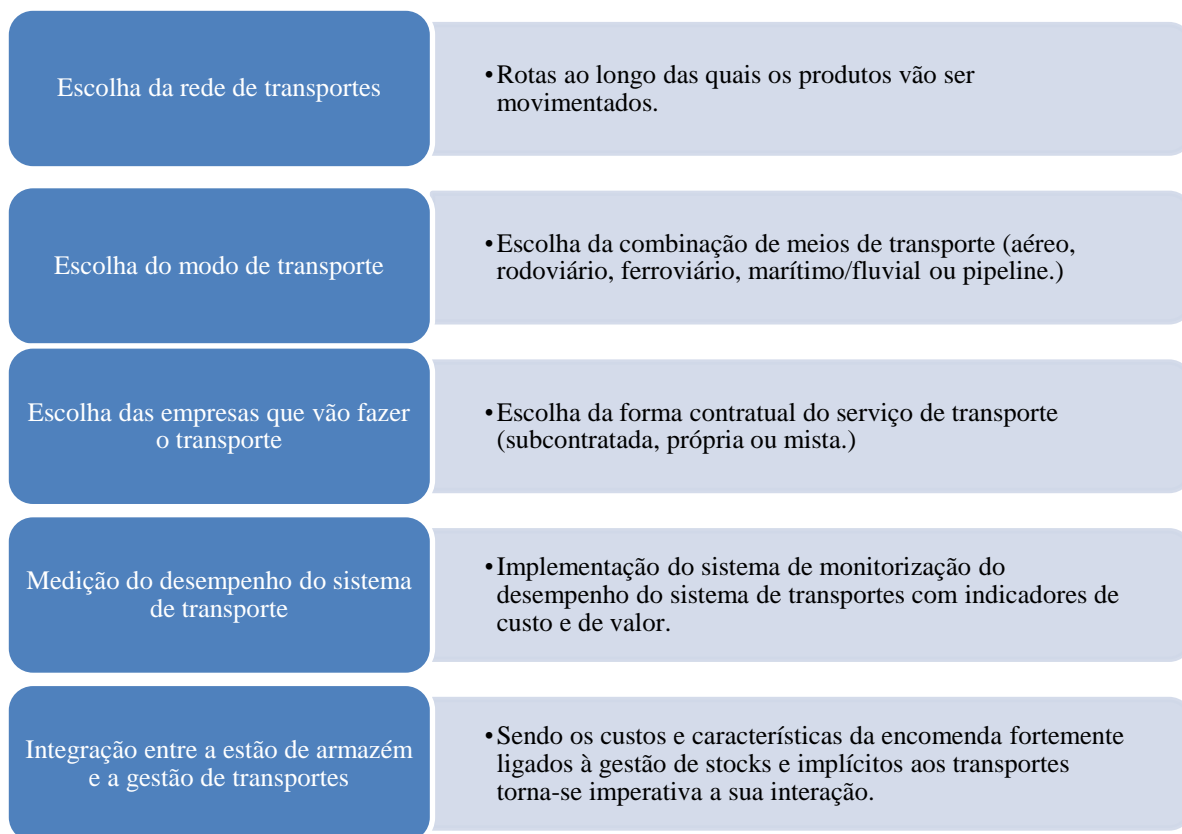 Escolha da rede de transportes
•Rotas ao longo das quais os produtos vão ser
movimentados.
Escolha do modo de transporte
•Escolha da combinação de meios de transporte (aéreo,
rodoviário, ferroviário, marítimo/fluvial ou pipeline.)
Escolha das empresas que vão fazer
o transporte
•Escolha da forma contratual do serviço de transporte
(subcontratada, própria ou mista.)
Medição do desempenho do sistema
de transporte
•Implementação do sistema de monitorização do
desempenho do sistema de transportes com indicadores de
custo e de valor.
Integração entre a estão de armazém
e a gestão de transportes
•Sendo os custos e características da encomenda fortemente
ligados à gestão de stocks e implícitos aos transportes
torna-se imperativa a sua interação.